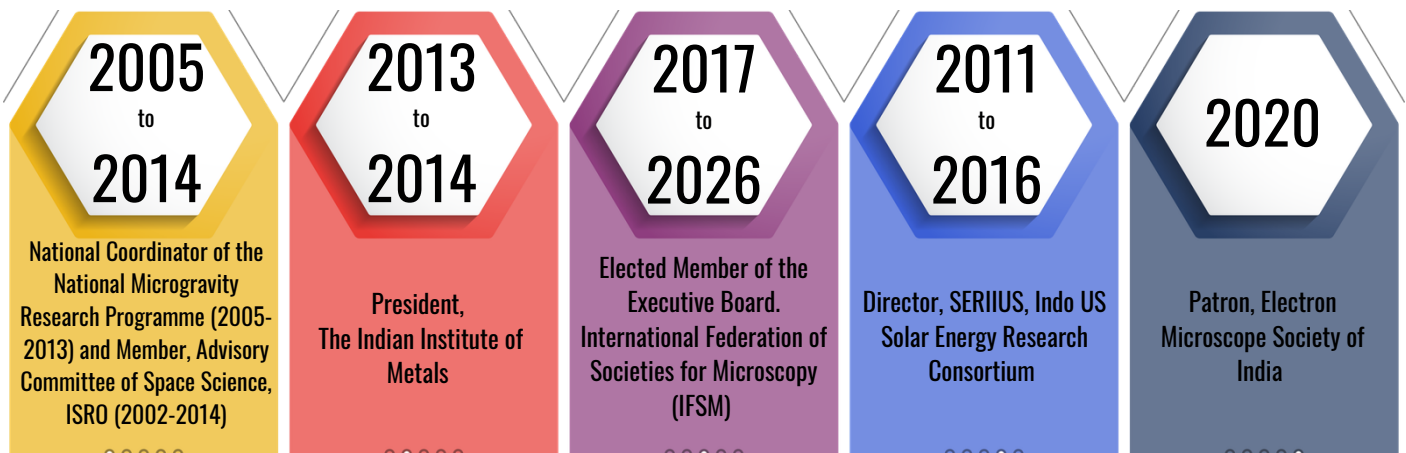 2005
to
2014
National Coordinator of the
National Microgravity
Research Programme (2005-
2013) and Member, Advisory
Committee of Space Science,
ISRO (2002-2014)
2013
to
2014
President,
The Indian Institute of
Metals
2017
to
2026
Elected Member of the
Executive Board.
International Federation of
Societies for Microscopy
(IFSM)
2011
to
2016
Director, SERIIUS, Indo US
Solar Energy Research
Consortium
2020
Patron, Electron
Microscope Society of
India